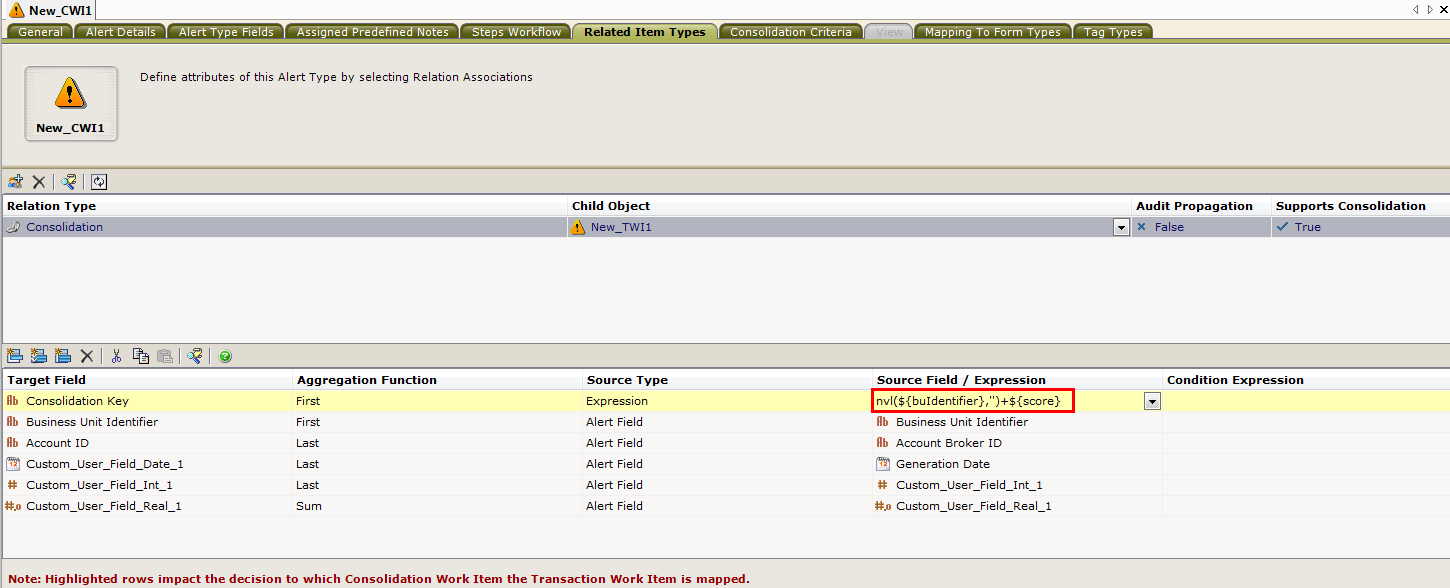 New_CWI1
General Alert Details Alert Type Fields Assigned Predefined Notes Steps Workflow Related Item Types Consolidation Criteria View Mapping To Form Types Tag Types
Define attributes of this Alert Type by selecting Relation Associations
New_CWI1
Relation Type Child Object Audit Propagation Supports Consolidation
Consolidation New_TWI1 False True
Target Field Aggregation Function Source Type Source Field / Expression Condition Expression
Consolidation Key First Expression nvl(${buIdentifier},'')+${score}
Business Unit Identifier First Alert Field Business Unit Identifier
Account ID Last Alert Field Account Broker ID
Custom_User_Field_Date_1 Last Alert Field Generation Date
Custom_User_Field_Int_1 Last Alert Field Custom_User_Field_Int_1
Custom_User_Field_Real_1 Sum Alert Field Custom_User_Field_Real_1
Note: Highlighted rows impact the decision to which Consolidation Work Item the Transaction Work Item is mapped.